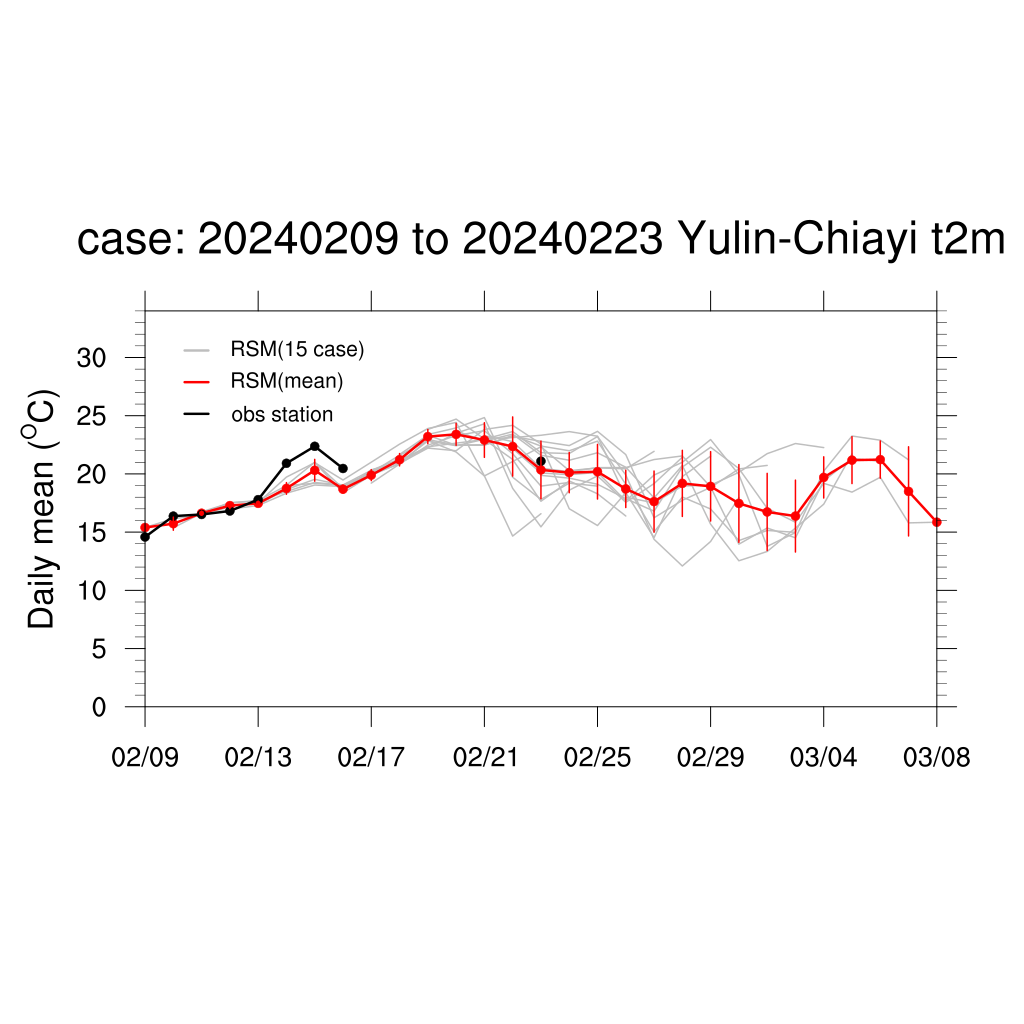 case: 20240209 to 20240223 Yulin-Chiayi t2m
RSM(15 case)
RSM(mean)
obs station
Daily mean (°C)
30
25
20
15
10
5
0
02/09 02/13 02/17 02/21 02/25 02/29 03/04 03/08